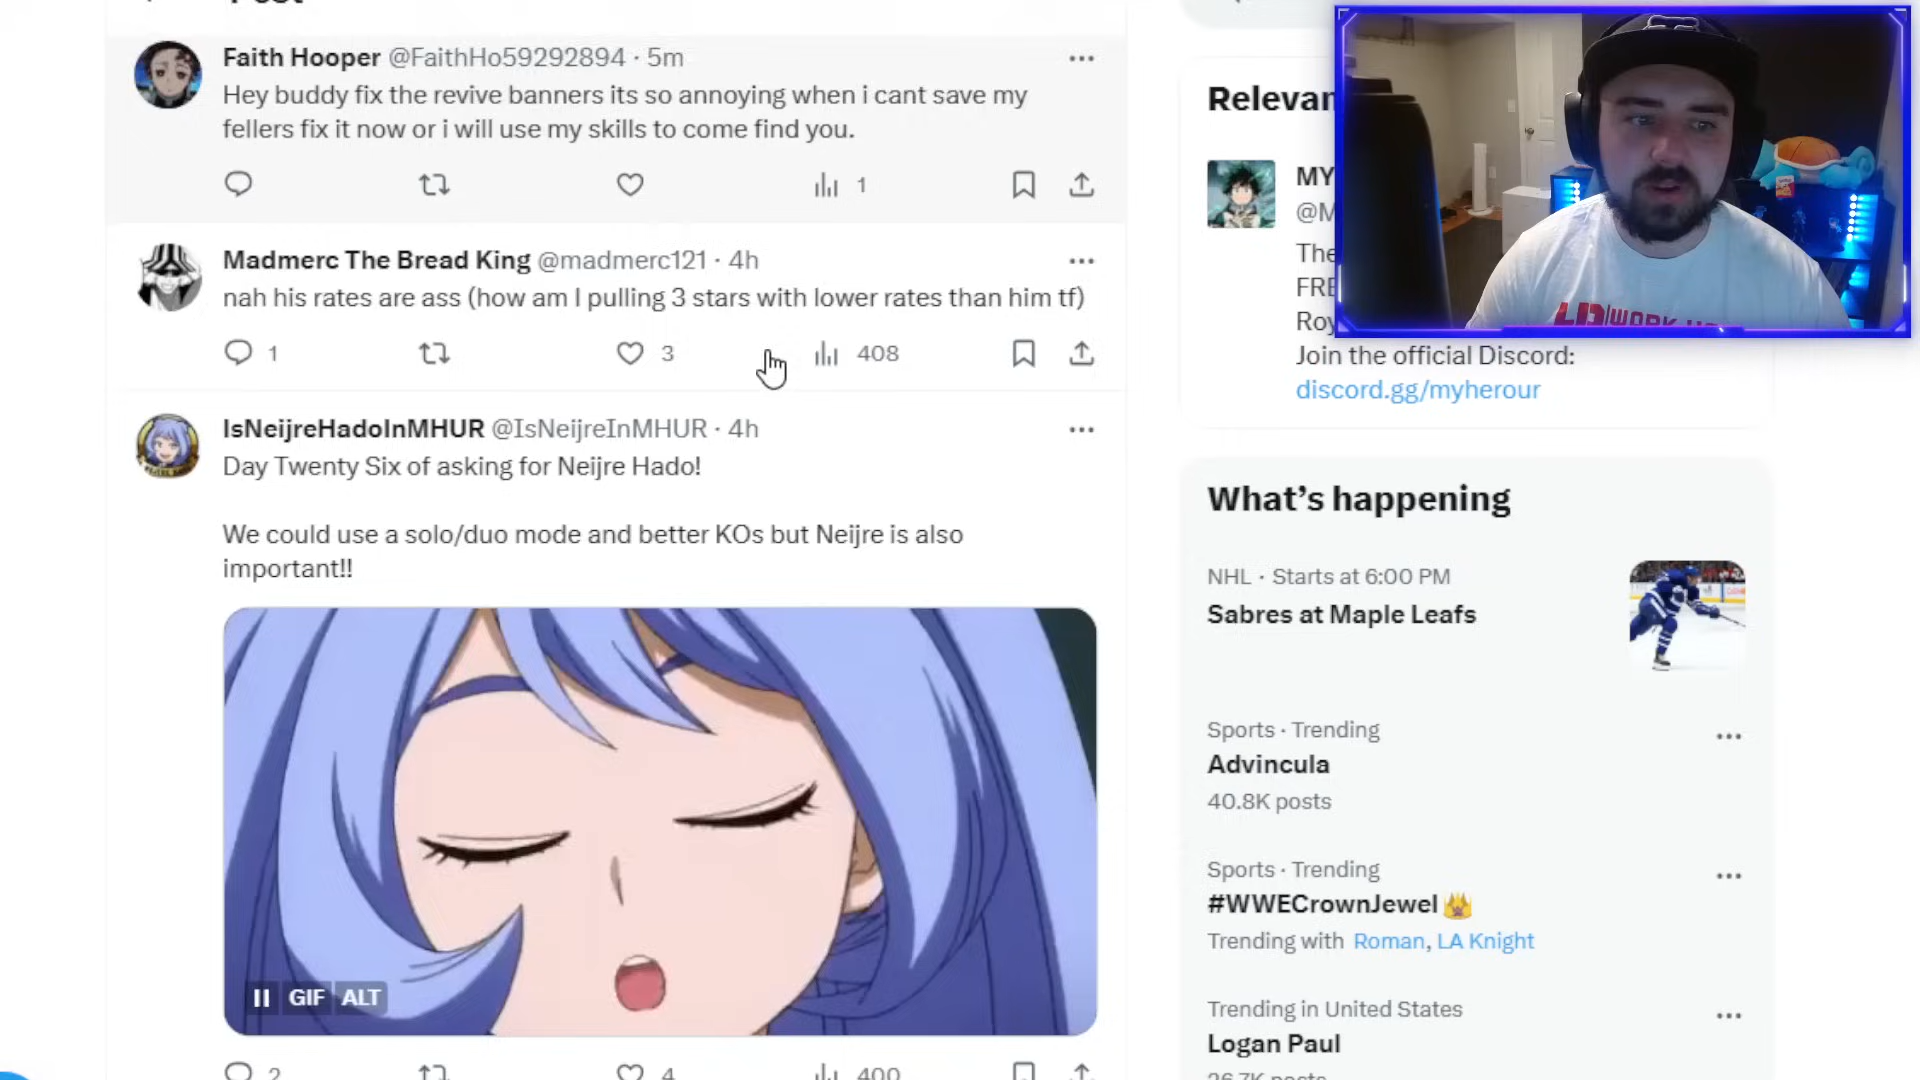 Faith Hooper @FaithHo59292894 · 5m
Hey buddy fix the revive banners its so annoying when i cant save my
fellers fix it now or i will use my skills to come find you.
1
Madmerc The Bread King @madmerc121 · 4h
nah his rates are ass (how am I pulling 3 stars with lower rates than him tf)
1 3 408
IsNeijreHadoInMHUR @IsNeijreInMHUR · 4h
Day Twenty Six of asking for Neijre Hado!
We could use a solo/duo mode and better KOs but Neijre is also
important!!
GIF ALT
2 4 400
Relevan
MY
@M
The
FRE
Roy
Join the official Discord:
discord.gg/myherour
What's happening
NHL · Starts at 6:00 PM
Sabres at Maple Leafs
Sports · Trending
Advincula
40.8K posts
Sports · Trending
#WWECrownJewel
Trending with Roman, LA Knight
Trending in United States
Logan Paul